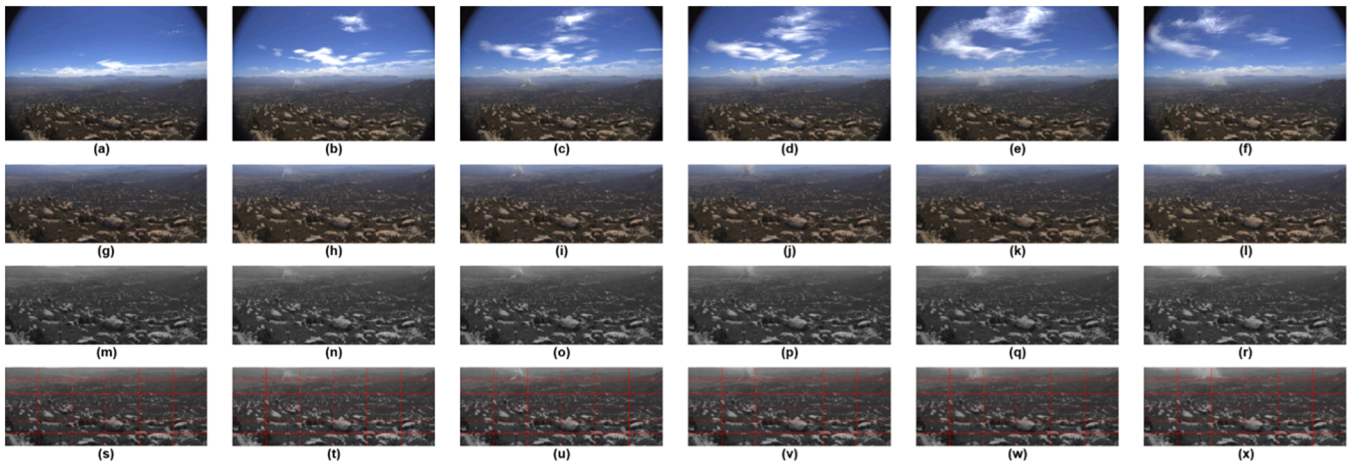 (a) (b) (c) (d) (e) (f)
(g) (h) (i) (j) (k) (l)
(m) (n) (o) (p) (q) (r)
(s) (t) (u) (v) (w) (x)